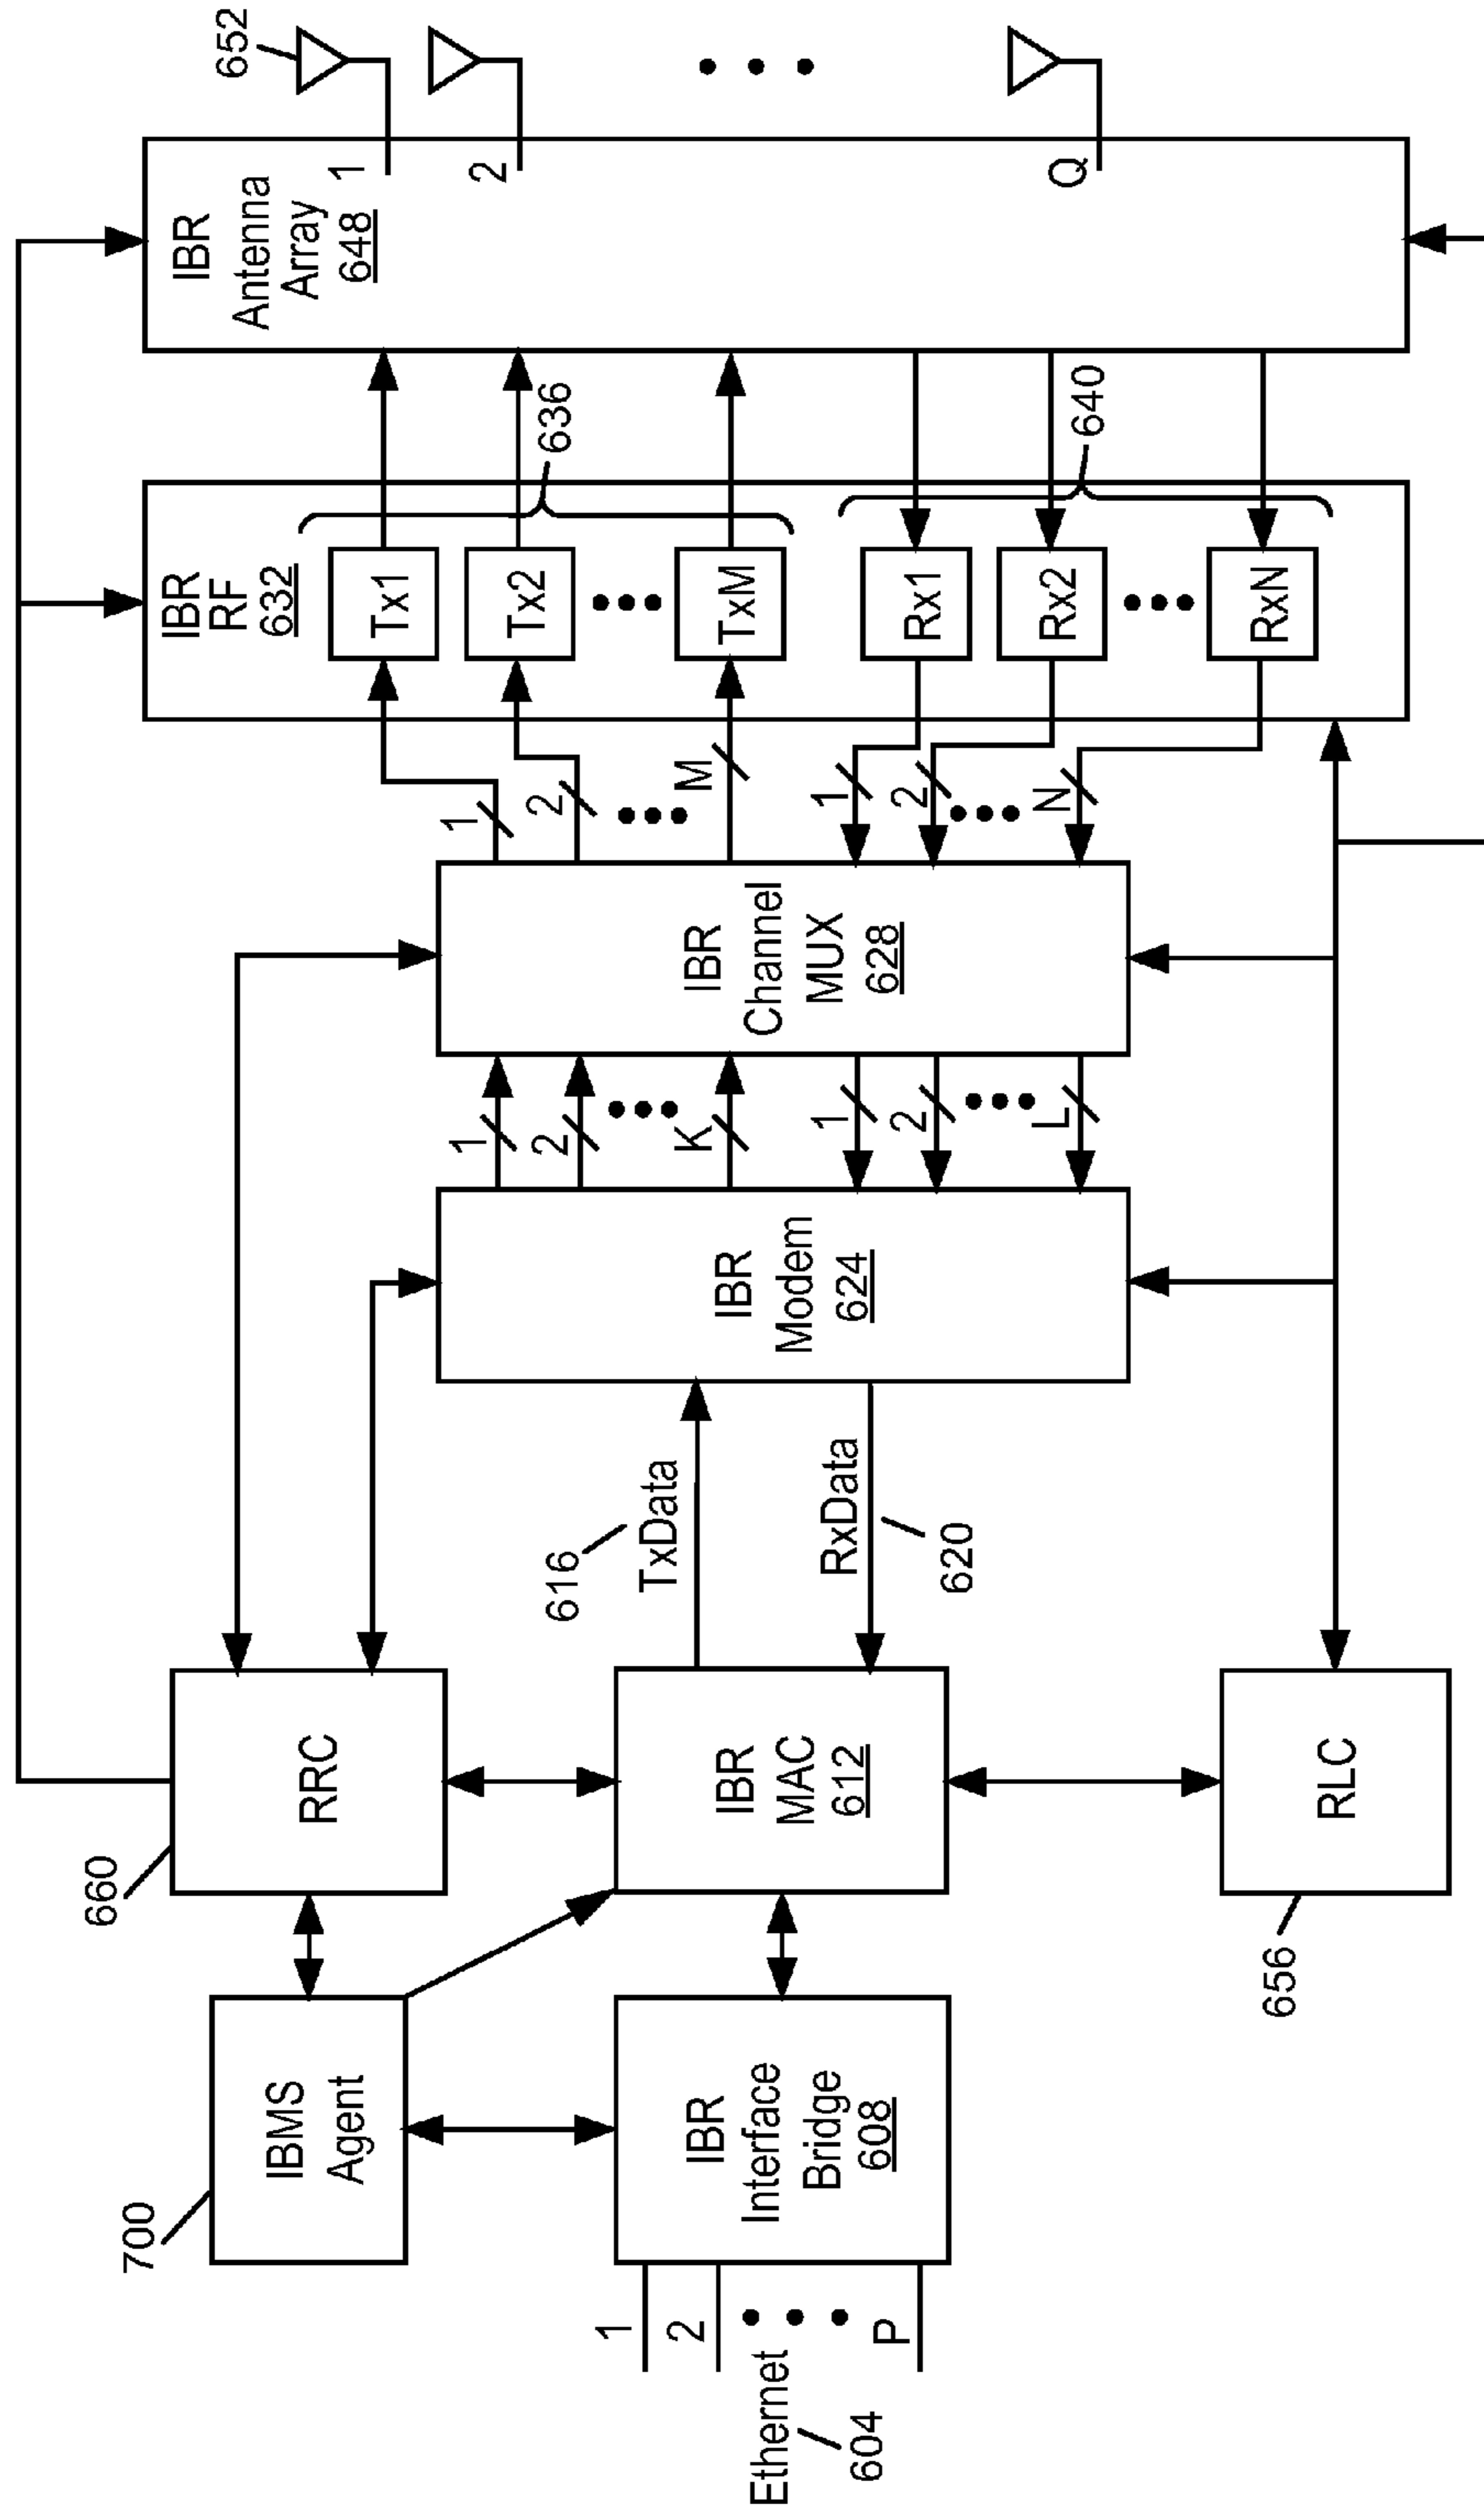 700
IBMS
Agent
660
RRC
Ethernet
604
1
2
P
IBR
Interface
Bridge
608
IBR
MAC
612
656
RLC
616
TxData
RxData
620
IBR
Modem
624
1
2
K
1
2
L
IBR
Channel
MUX
628
1
2
M
1
2
N
IBR
RF
632
Tx1
Tx2
TxM
Rx1
Rx2
RxN
636
640
IBR
Antenna
Array
648
1
2
Q
652